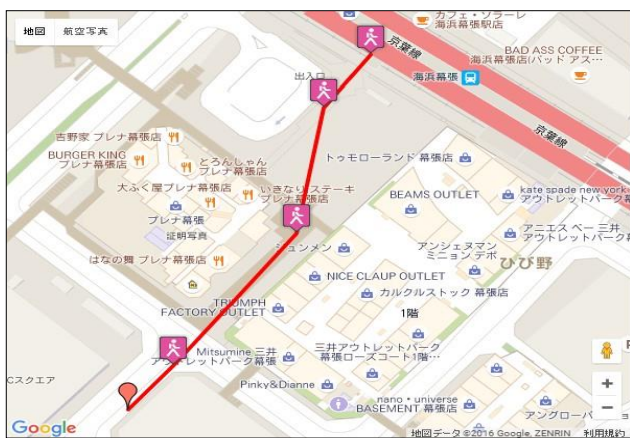 地図 航空写真
カフェ・ソラーレ
海浜幕張駅店
京葉線
BAD ASS COFFEE
海浜幕張店(バッド アス…
出入口
海浜幕張
京葉線
吉野家 プレナ幕張店
BURGER KING
プレナ幕張店
とろんしゃん
プレナ幕張店
トゥモローランド 幕張店
大ふく屋プレナ幕張店
いきなりステーキ
プレナ幕張店
BEAMS OUTLET
kate spade new york
アウトレットパーク幕
プレナ幕張
証明写真
アニエス ベー 三井
アウトレットパーク幕
シュンメン
アンシェヌマン
ミニョン デポ
ひび野
はなの舞 プレナ幕張店
NICE CLAUP OUTLET
カルクルストック 幕張店
TRIUMPH
FACTORY OUTLET
1階
Mitsumine 三井
アウトレットパーク幕張
三井アウトレットパーク
幕張ローズコート1階…
Cスクエア
Pinky&Dianne
nano・universe
BASEMENT 幕張店
アングローバ
Google
地図データ ©2016 Google, ZENRIN 利用規約